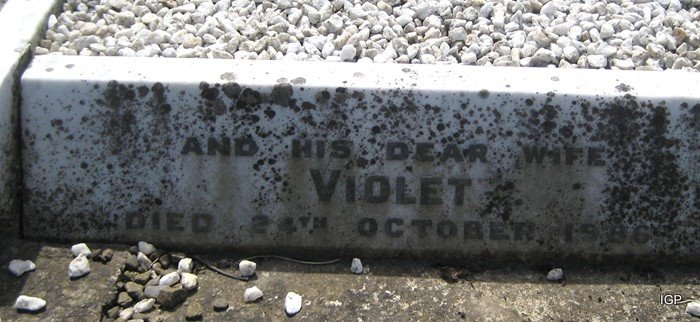 AND HIS DEAR WIFE
VIOLET
DIED 24TH OCTOBER
IGP